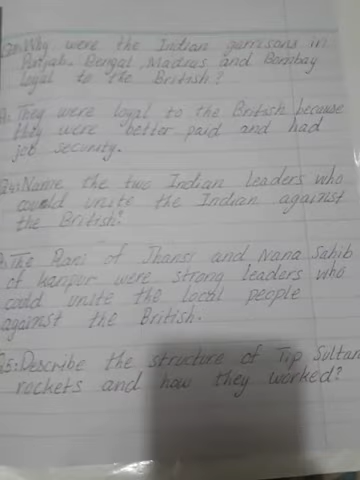 Q3: Why were the Indian garrisons in
Punjab, Bengal, Madras and Bombay
loyal to the British?
A: They were loyal to the British because
they were better paid and had
job security.
Q4: Name the two Indian leaders who
could unite the Indian against
the British?
A: The Rani of Jhansi and Nana Sahib
of Kanpur were strong leaders who
could unite the local people
against the British.
Q5: Describe the structure of Tip Sultan
rockets and how they worked?